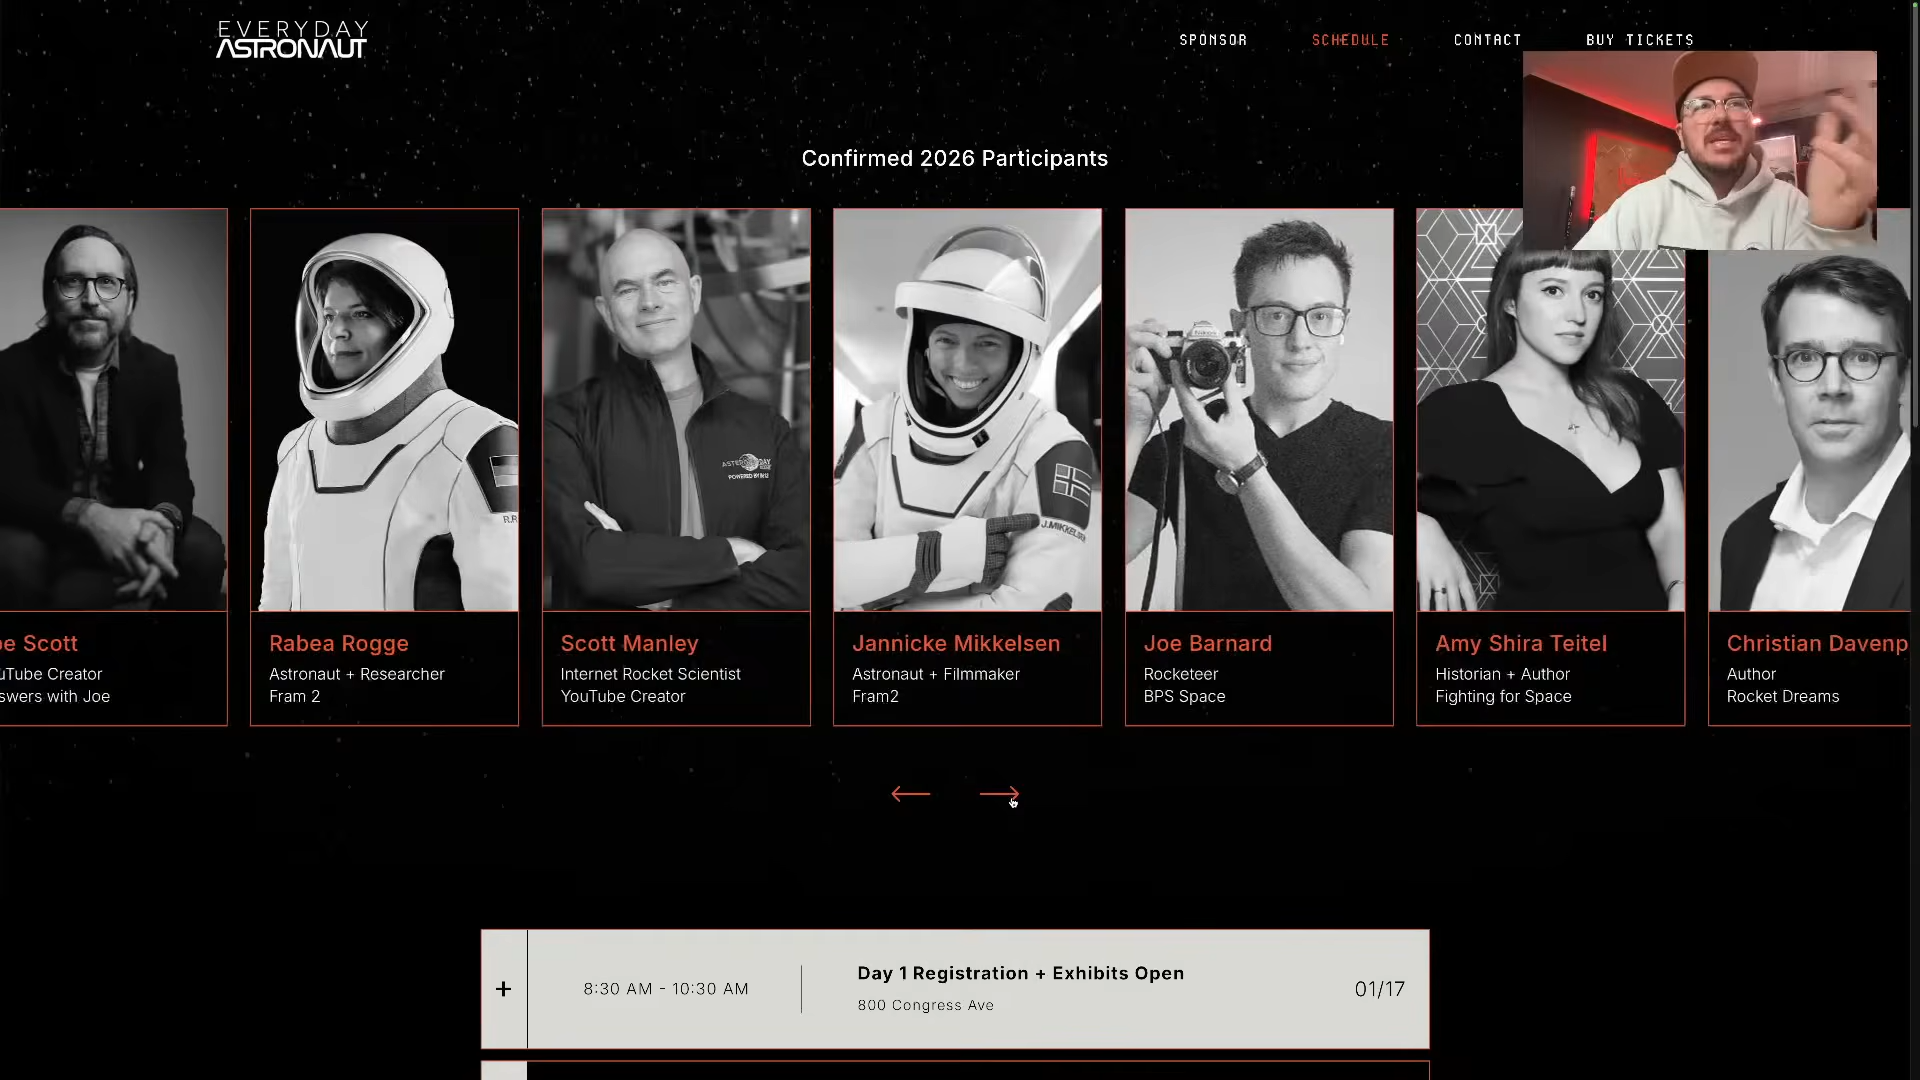 EVERYDAY
ASTRONAUT
SPONSOR
SCHEDULE
CONTACT
BUY TICKETS
Confirmed 2026 Participants
J.MIKKELSEN
Scott
YouTube Creator
Answers with Joe
Rabea Rogge
Astronaut + Researcher
Fram 2
Scott Manley
Internet Rocket Scientist
YouTube Creator
Jannicke Mikkelsen
Astronaut + Filmmaker
Fram2
Joe Barnard
Rocketeer
BPS Space
Amy Shira Teitel
Historian + Author
Fighting for Space
Christian Davenp
Author
Rocket Dreams
+
8:30 AM - 10:30 AM
Day 1 Registration + Exhibits Open
800 Congress Ave
01/17